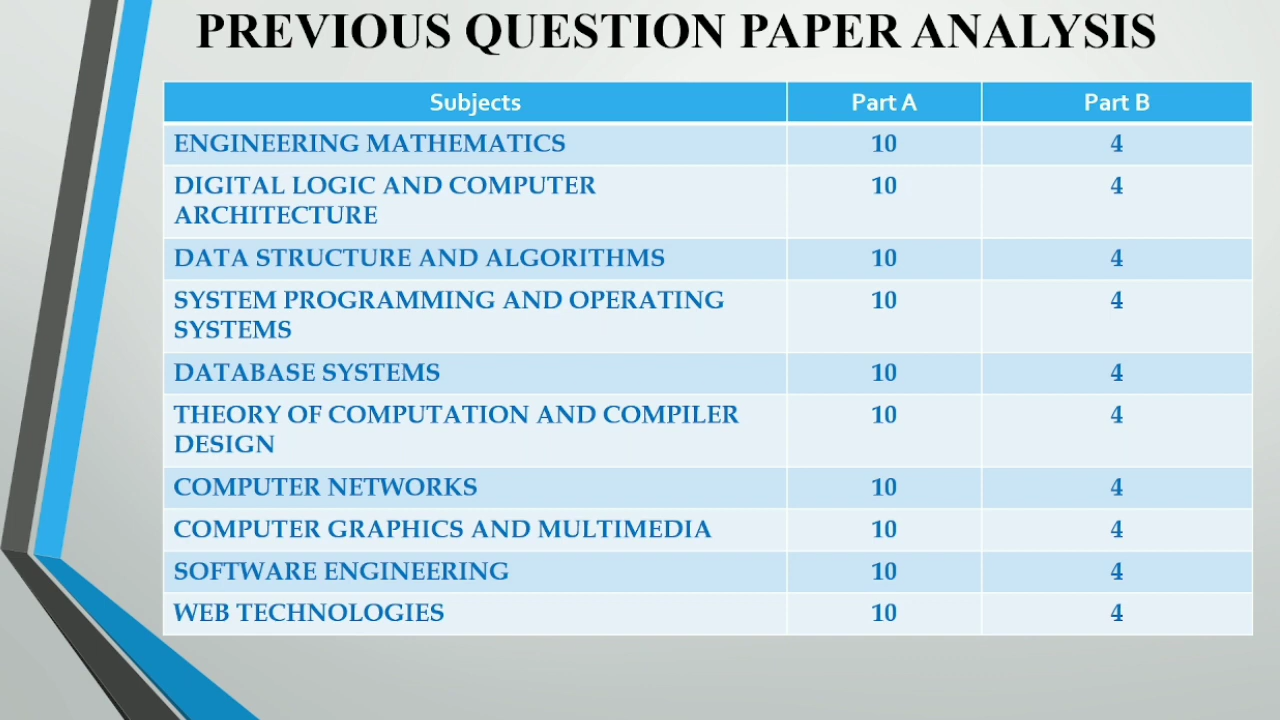 PREVIOUS QUESTION PAPER ANALYSIS
Subjects Part A Part B
ENGINEERING MATHEMATICS 10 4
DIGITAL LOGIC AND COMPUTER 10 4
ARCHITECTURE
DATA STRUCTURE AND ALGORITHMS 10 4
SYSTEM PROGRAMMING AND OPERATING 10 4
SYSTEMS
DATABASE SYSTEMS 10 4
THEORY OF COMPUTATION AND COMPILER 10 4
DESIGN
COMPUTER NETWORKS 10 4
COMPUTER GRAPHICS AND MULTIMEDIA 10 4
SOFTWARE ENGINEERING 10 4
WEB TECHNOLOGIES 10 4